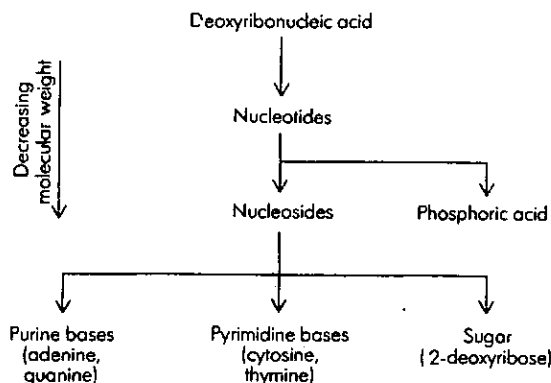 Deoxyribonucleic acid
Decreasing
molecular weight
Nucleotides
Nucleosides
Phosphoric acid
Purine bases
(adenine,
guanine)
Pyrimidine bases
(cytosine,
thymine)
Sugar
(2-deoxyribose)